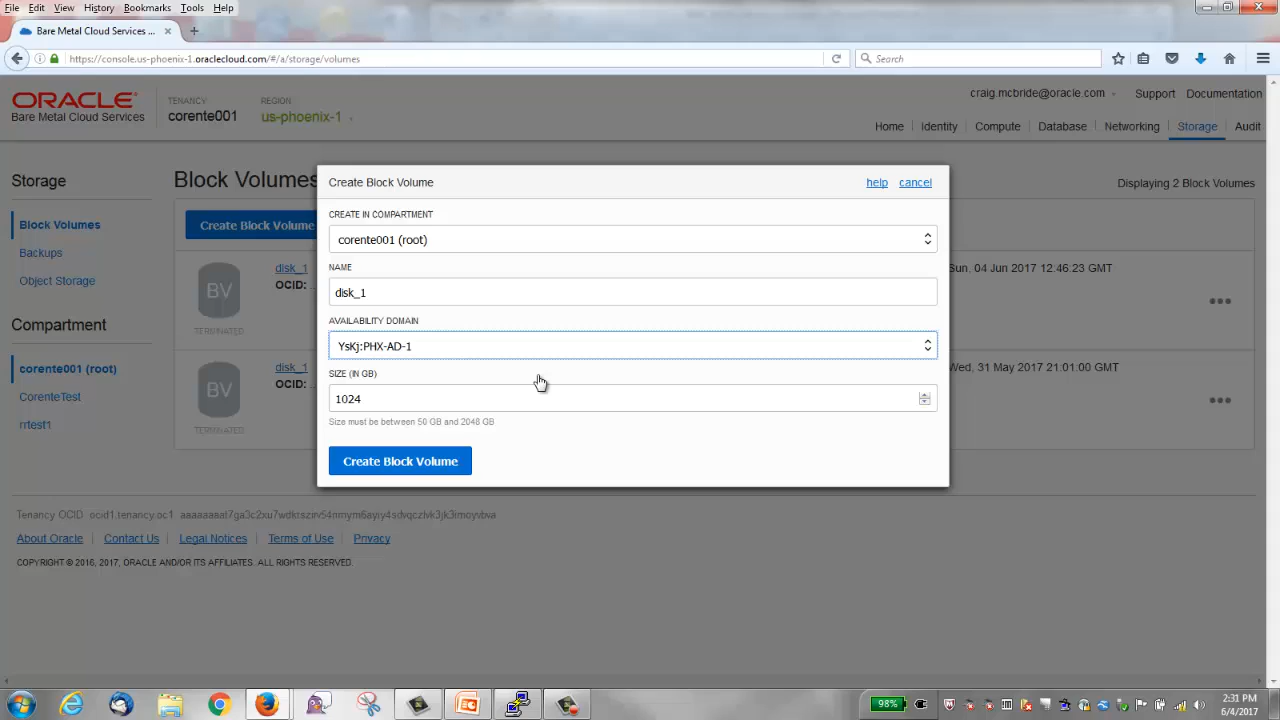 File Edit View History Bookmarks Tools Help
Bare Metal Cloud Services ...
https://console.us-phoenix-1.oraclecloud.com/#/a/storage/volumes
Search
ORACLE
Bare Metal Cloud Services
TENANCY
corente001
REGION
us-phoenix-1
craig.mcbride@oracle.com
Support
Documentation
Home Identity Compute Database Networking Storage Audit
Storage
Block Volumes
Backups
Object Storage
Compartment
corente001 (root)
CorenteTest
rrtest1
Block Volumes
Displaying 2 Block Volumes
Create Block Volume
BV
TERMINATED
disk_1
OCID: ...
Sun, 04 Jun 2017 12:46:23 GMT
BV
TERMINATED
disk_1
OCID: ...
Wed, 31 May 2017 21:01:00 GMT
Create Block Volume
help
cancel
CREATE IN COMPARTMENT
corente001 (root)
NAME
disk_1
AVAILABILITY DOMAIN
YsKj:PHX-AD-1
SIZE (IN GB)
1024
Size must be between 50 GB and 2048 GB
Create Block Volume
Tenancy OCID
About Oracle Contact Us Legal Notices Terms of Use Privacy
COPYRIGHT © 2016, 2017, ORACLE AND/OR ITS AFFILIATES. ALL RIGHTS RESERVED.
98%
2:31 PM
6/4/2017